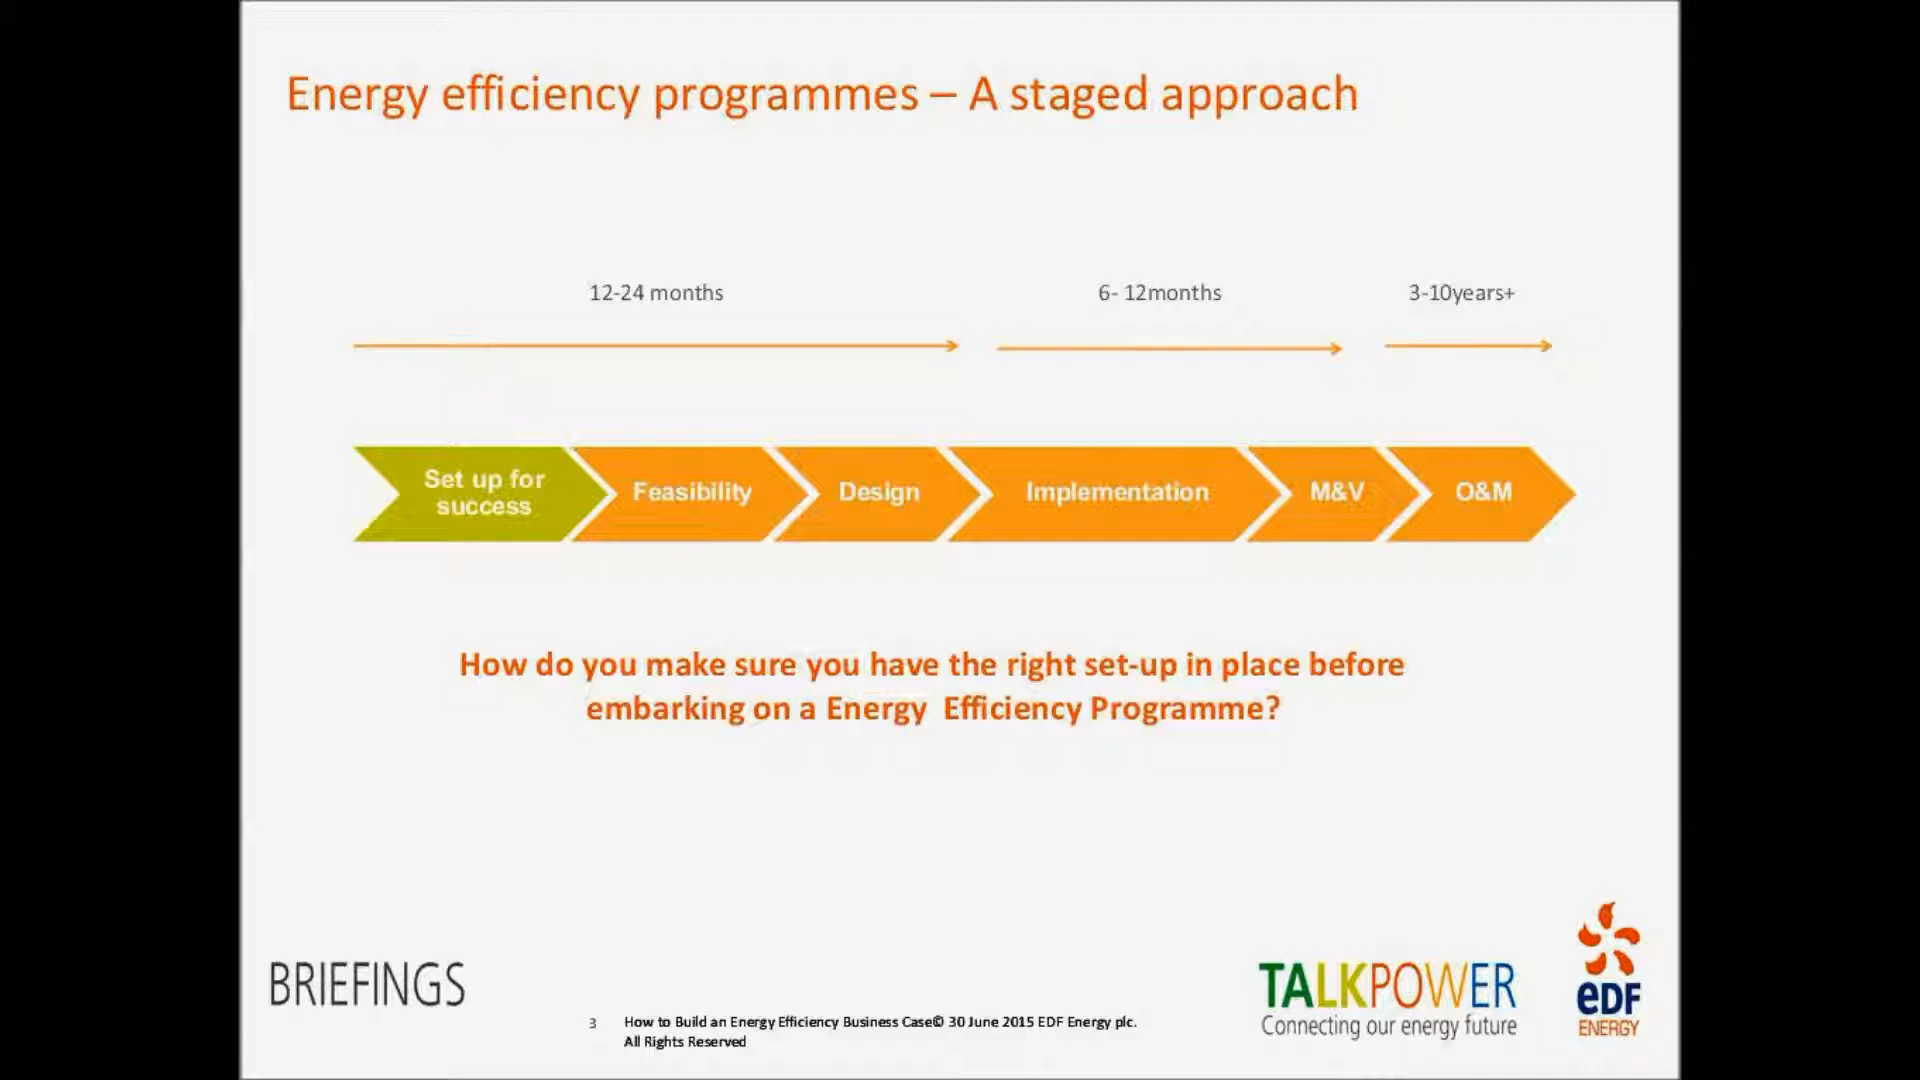 Energy efficiency programmes – A staged approach
12-24 months
6- 12months
3-10years+
Set up for
success
Feasibility
Design
Implementation
M&V
O&M
How do you make sure you have the right set-up in place before
embarking on a Energy  Efficiency Programme?
BRIEFINGS
3
How to Build an Energy Efficiency Business Case© 30 June 2015 EDF Energy plc.
All Rights Reserved
TALKPOWER
Connecting our energy future
eDF
ENERGY